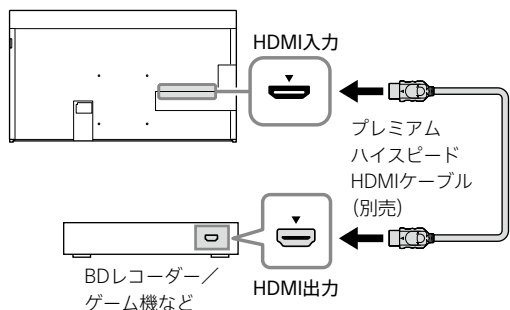 HDMI入力
プレミアム
ハイスピード
HDMIケーブル
(別売)
BDレコーダー／
ゲーム機など
HDMI出力